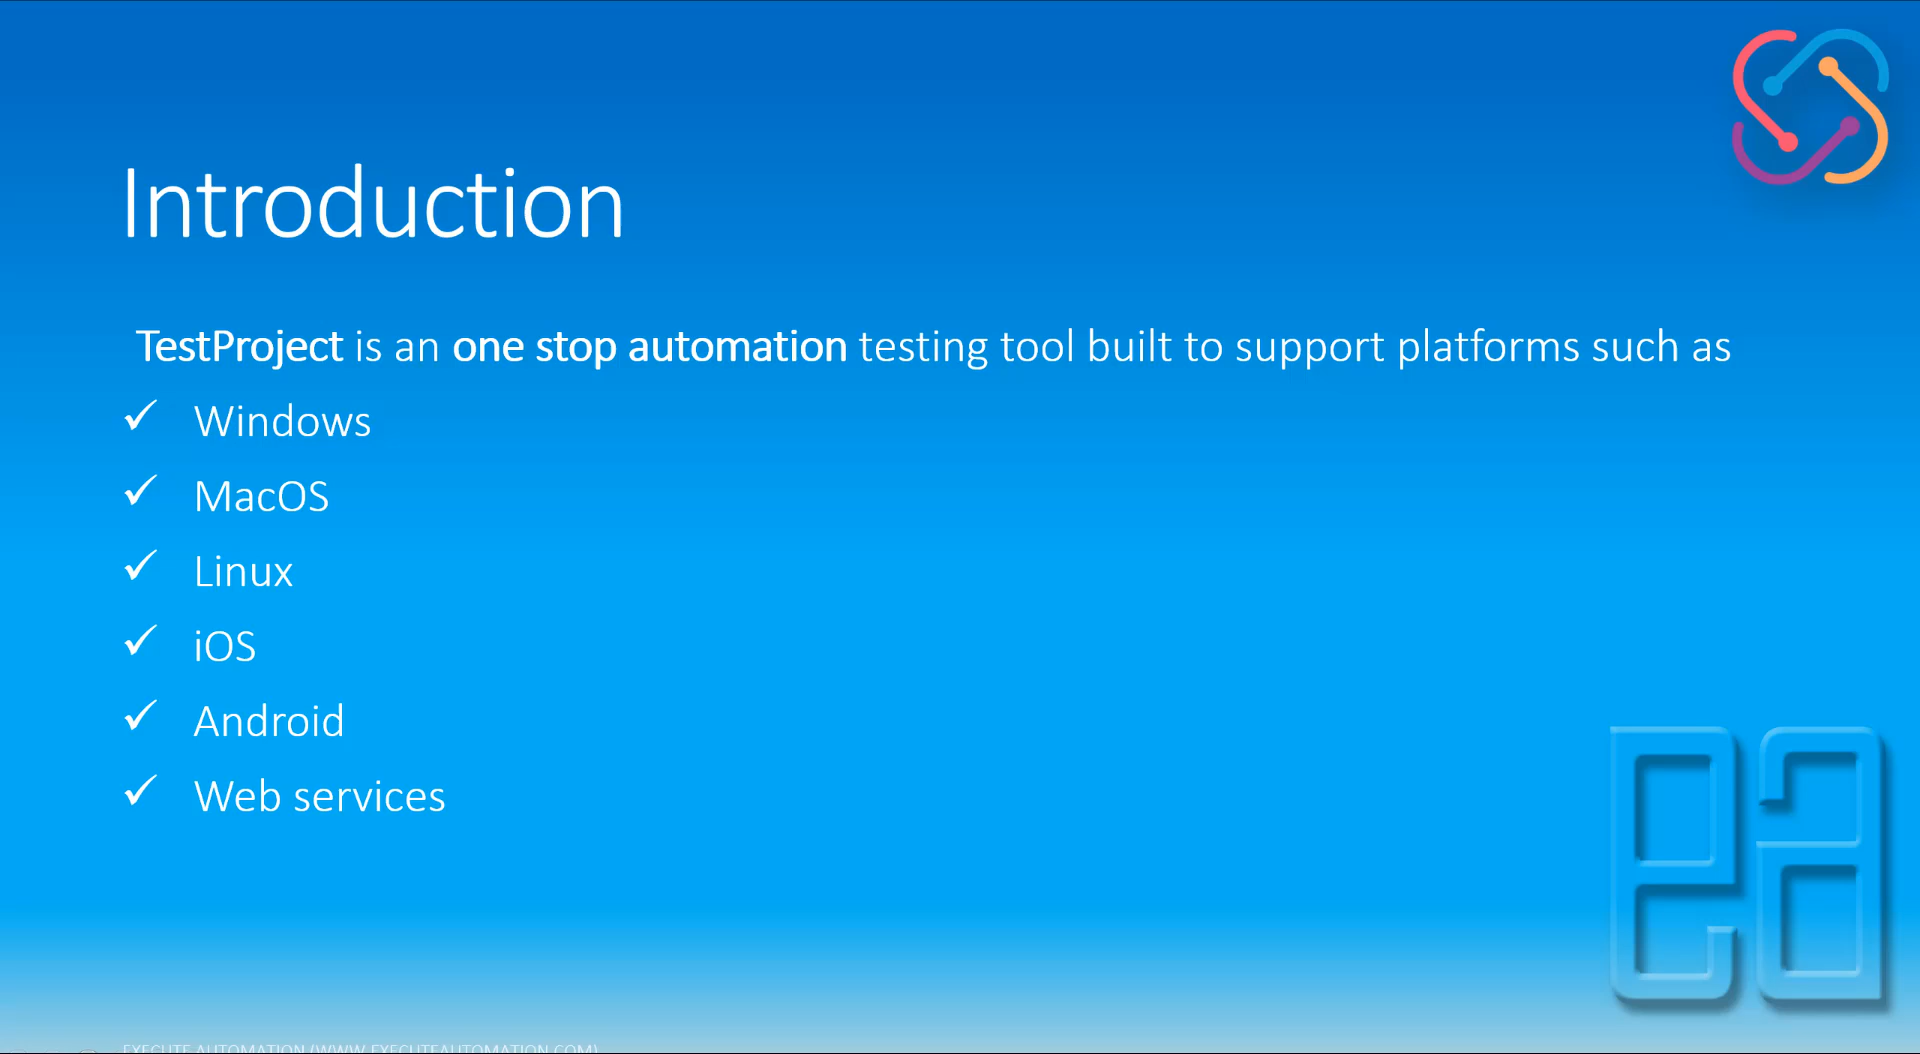 Introduction
TestProject is an one stop automation testing tool built to support platforms such as
✓ Windows
✓ MacOS
✓ Linux
✓ iOS
✓ Android
✓ Web services
ea
EXECUTE AUTOMATION (WWW.EXECUTEAUTOMATION.COM)